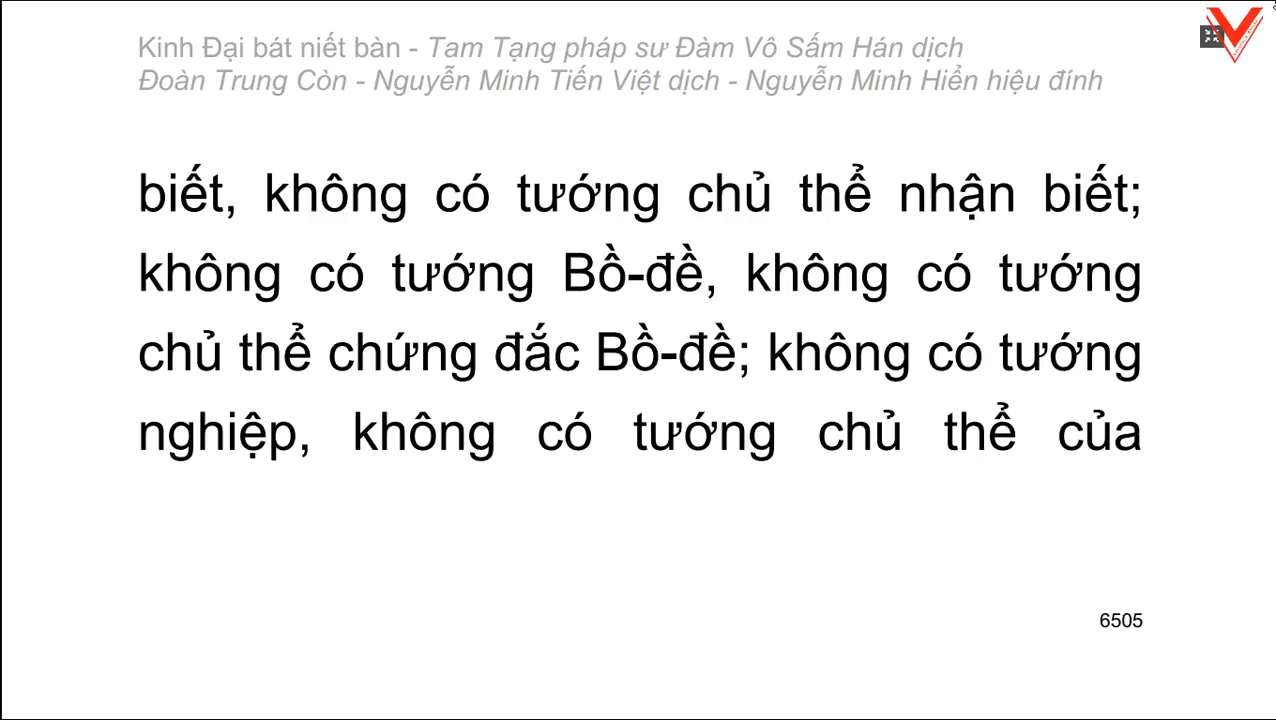 Kinh Đại bát niết bàn - Tam Tạng pháp sư Đàm Vô Sấm Hán dịch
Đoàn Trung Còn - Nguyễn Minh Tiến Việt dịch - Nguyễn Minh Hiển hiệu đính
biết, không có tướng chủ thể nhận biết;
không có tướng Bồ-đề, không có tướng
chủ thể chứng đắc Bồ-đề; không có tướng
nghiệp, không có tướng chủ thể của
6505